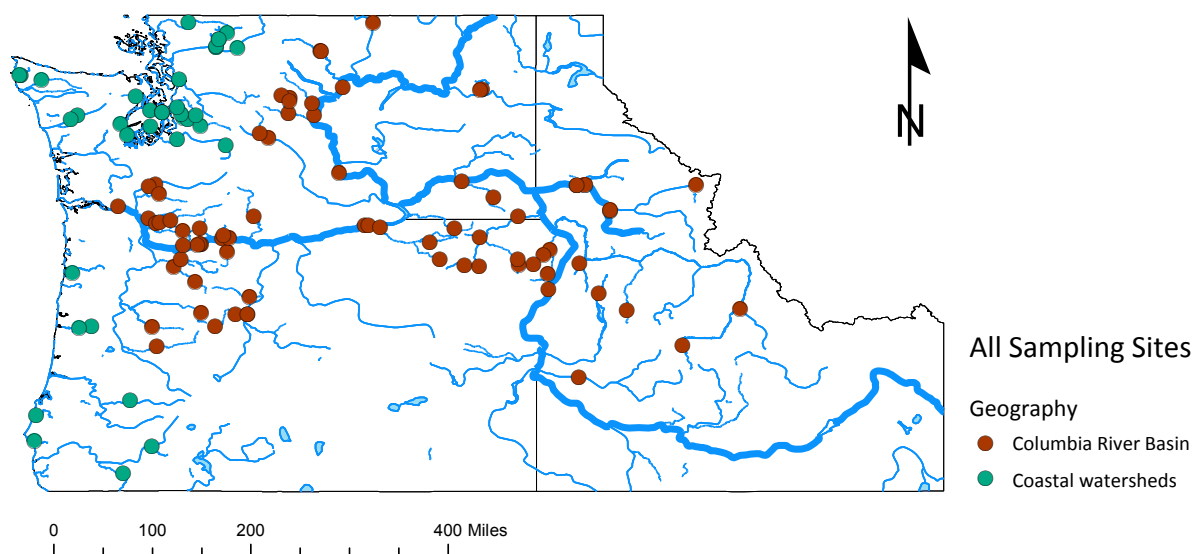 N
All Sampling Sites
Geography
Columbia River Basin
Coastal watersheds
0 100 200 400 Miles